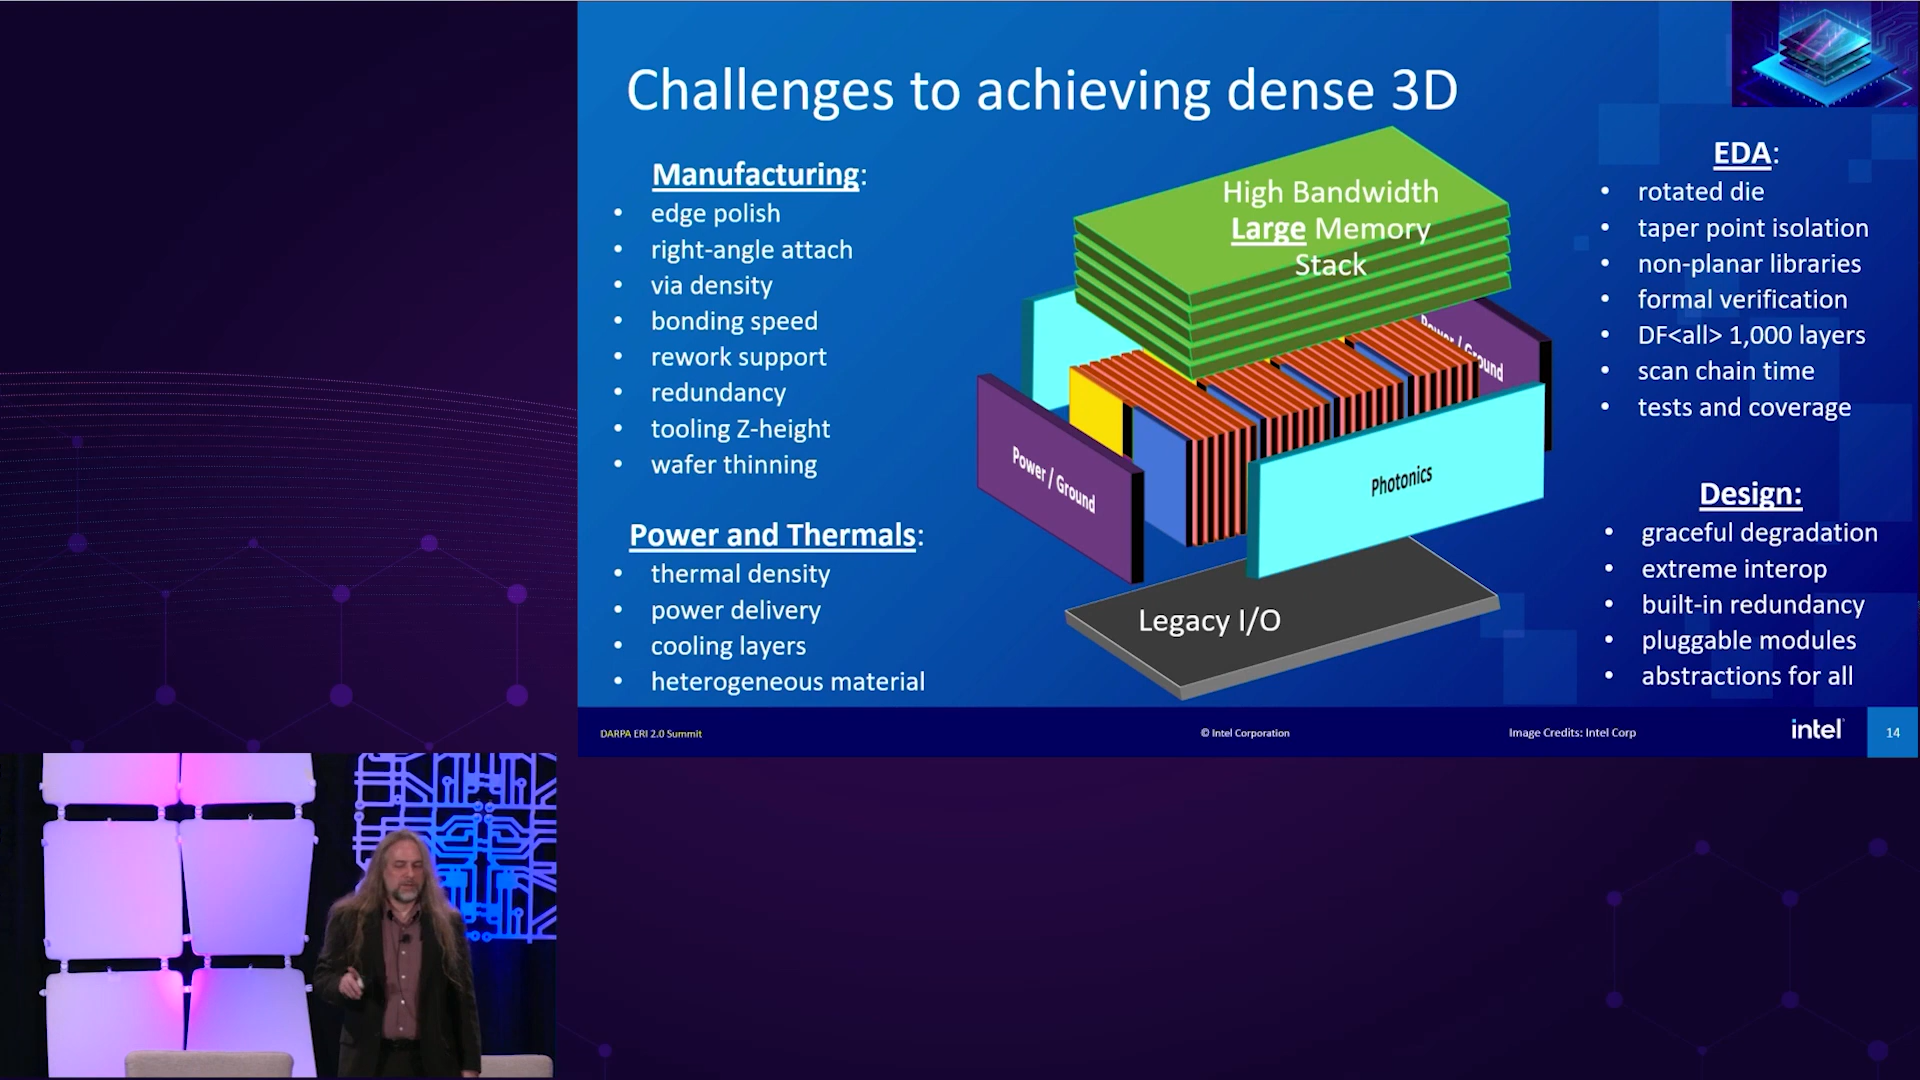 Challenges to achieving dense 3D
Manufacturing:
• edge polish
• right-angle attach
• via density
• bonding speed
• rework support
• redundancy
• tooling Z-height
• wafer thinning
Power and Thermals:
• thermal density
• power delivery
• cooling layers
• heterogeneous material
High Bandwidth
Large Memory
Stack
Power / Ground
Power / Ground
Photonics
Legacy I/O
EDA:
• rotated die
• taper point isolation
• non-planar libraries
• formal verification
• DF<all> 1,000 layers
• scan chain time
• tests and coverage
Design:
• graceful degradation
• extreme interop
• built-in redundancy
• pluggable modules
• abstractions for all
DARPA ERI 2.0 Summit
© Intel Corporation
Image Credits: Intel Corp
intel
14